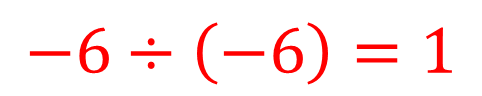 −6 ÷ (−6) = 1